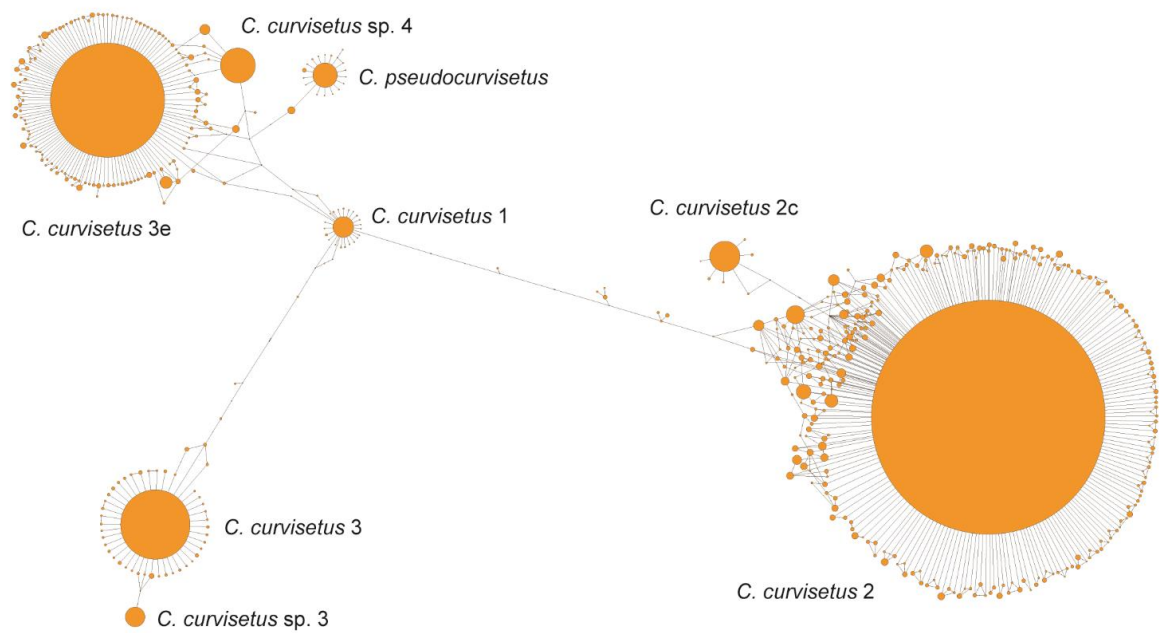 C. curvisetus sp. 4
C. pseudocurvisetus
C. curvisetus 3e
C. curvisetus 1
C. curvisetus 2c
C. curvisetus 3
C. curvisetus 2
C. curvisetus sp. 3